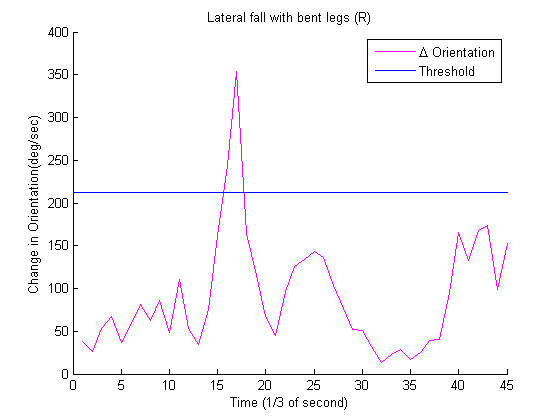 Lateral fall with bent legs (R)
400
350
300
250
200
150
100
50
0
Δ Orientation
Threshold
Change in Orientation(deg/sec)
0 5 10 15 20 25 30 35 40 45
Time (1/3 of second)